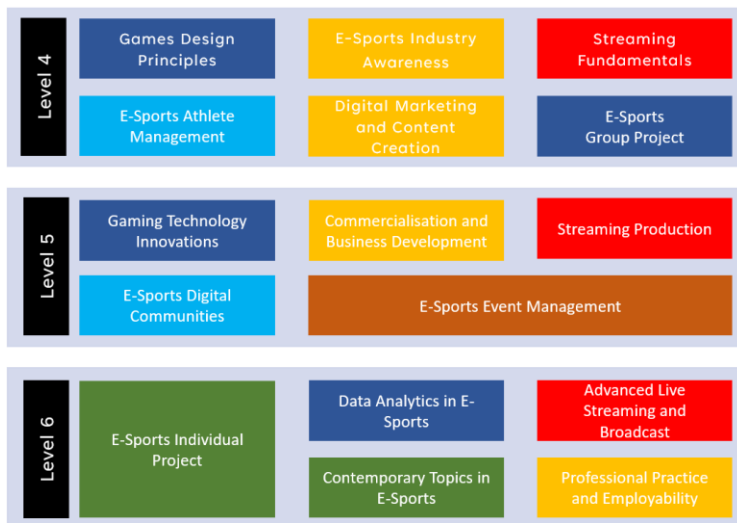 Level 4
Games Design
Principles
E-Sports Industry
Awareness
Streaming
Fundamentals
E-Sports Athlete
Management
Digital Marketing
and Content
Creation
E-Sports
Group Project
Level 5
Gaming Technology
Innovations
Commercialisation and
Business Development
Streaming Production
E-Sports Digital
Communities
E-Sports Event Management
Level 6
E-Sports Individual
Project
Data Analytics in E-
Sports
Advanced Live
Streaming and
Broadcast
Contemporary Topics in
E-Sports
Professional Practice
and Employability